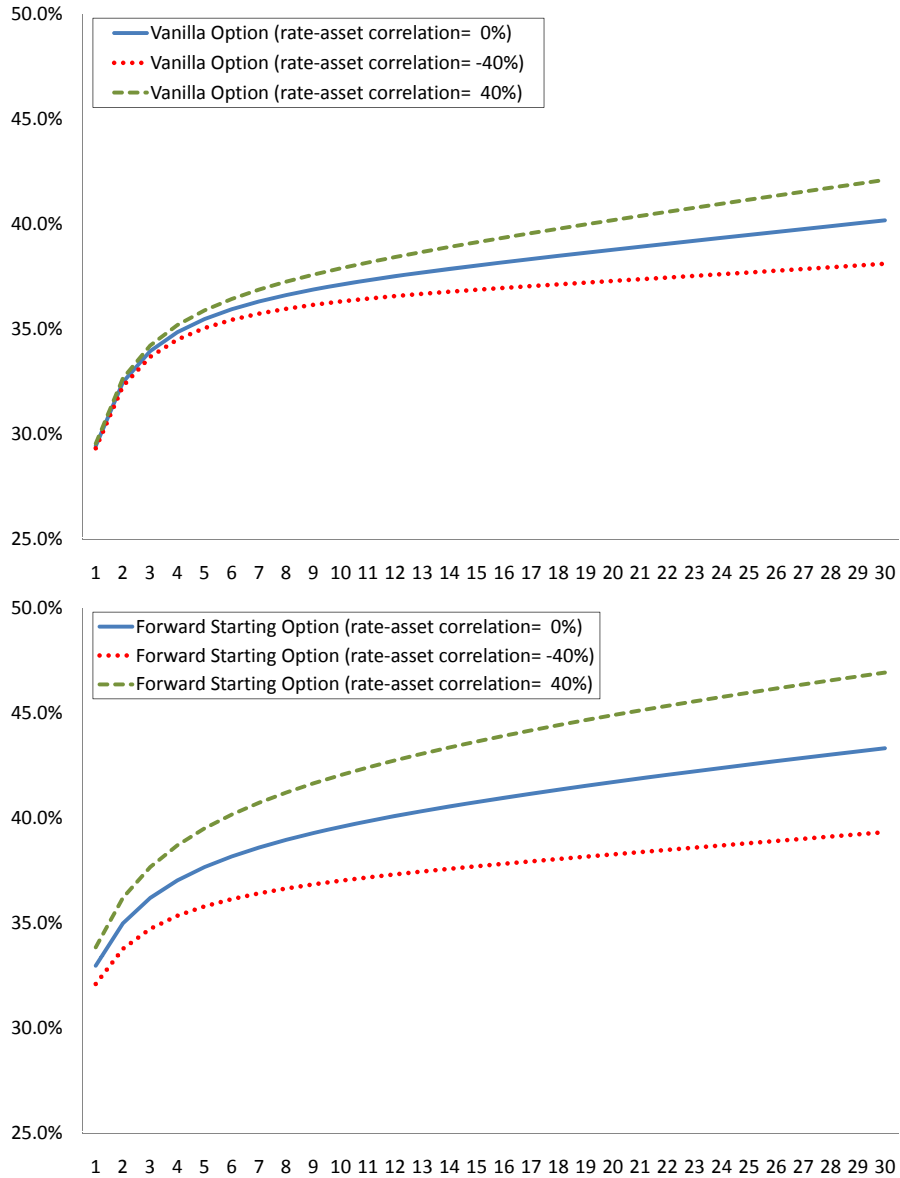 50.0%
Vanilla Option (rate-asset correlation= 0%)
Vanilla Option (rate-asset correlation= -40%)
Vanilla Option (rate-asset correlation= 40%)
45.0%
40.0%
35.0%
30.0%
25.0%
1 2 3 4 5 6 7 8 9 10 11 12 13 14 15 16 17 18 19 20 21 22 23 24 25 26 27 28 29 30
50.0%
Forward Starting Option (rate-asset correlation= 0%)
Forward Starting Option (rate-asset correlation= -40%)
Forward Starting Option (rate-asset correlation= 40%)
45.0%
40.0%
35.0%
30.0%
25.0%
1 2 3 4 5 6 7 8 9 10 11 12 13 14 15 16 17 18 19 20 21 22 23 24 25 26 27 28 29 30